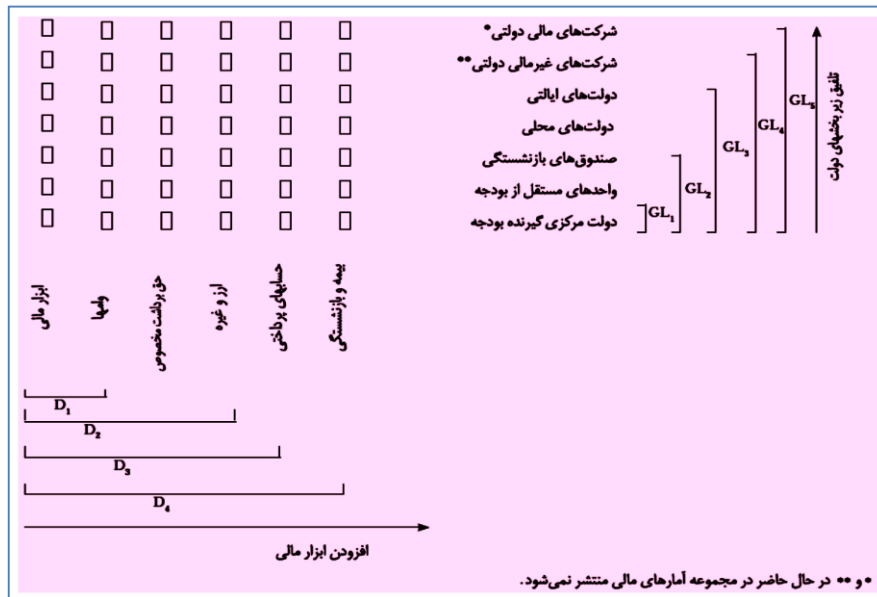 شرکت‌های مالی دولتی*
شرکت‌های غیرمالی دولتی**
دولت‌های ایالتی
دولت‌های محلی
صندوق‌های بازنشستگی
واحدهای مستقل از بودجه
دولت مرکزی گیرنده بودجه
GL₁
GL₂
GL₃
GL₄
GL₅
تلفیق زیر بخشهای دولت
ابزار مالی
وامها
حق برداشت مخصوص
ارز و غیره
حسابهای پرداختی
بیمه و بازنشستگی
D₁
D₂
D₃
D₄
افزودن ابزار مالی
* و ** در حال حاضر در مجموعه آمارهای مالی منتشر نمی‌شود.